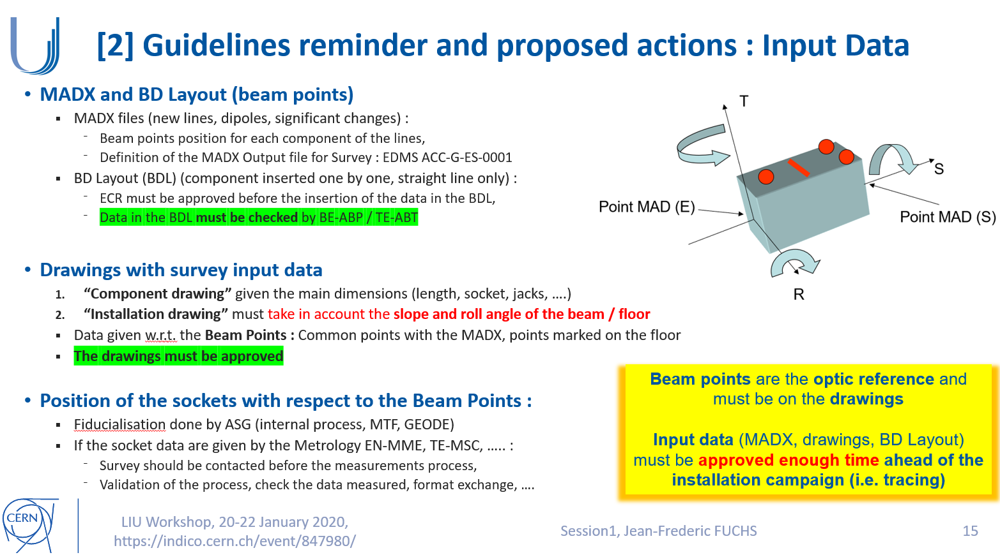 [2] Guidelines reminder and proposed actions : Input Data
• MADX and BD Layout (beam points)
▪ MADX files (new lines, dipoles, significant changes) :
- Beam points position for each component of the lines,
- Definition of the MADX Output file for Survey : EDMS ACC-G-ES-0001
▪ BD Layout (BDL) (component inserted one by one, straight line only) :
- ECR must be approved before the insertion of the data in the BDL,
- Data in the BDL must be checked by BE-ABP / TE-ABT
T
S
Point MAD (E)
Point MAD (S)
R
• Drawings with survey input data
1. “Component drawing” given the main dimensions (length, socket, jacks, ….)
2. “Installation drawing” must take in account the slope and roll angle of the beam / floor
▪ Data given w.r.t. the Beam Points : Common points with the MADX, points marked on the floor
▪ The drawings must be approved
• Position of the sockets with respect to the Beam Points :
▪ Fiducialisation done by ASG (internal process, MTF, GEODE)
▪ If the socket data are given by the Metrology EN-MME, TE-MSC, ….. :
- Survey should be contacted before the measurements process,
- Validation of the process, check the data measured, format exchange, ….
Beam points are the optic reference and
must be on the drawings
Input data (MADX, drawings, BD Layout)
must be approved enough time ahead of the
installation campaign (i.e. tracing)
CERN
LIU Workshop, 20-22 January 2020,
https://indico.cern.ch/event/847980/
Session1, Jean-Frederic FUCHS
15